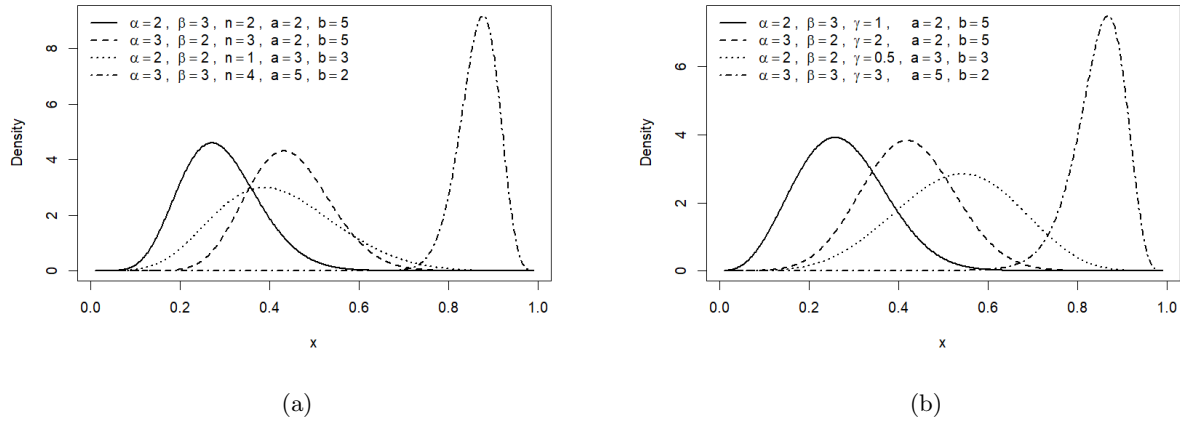 α = 2 , β = 3 , n = 2 , a = 2 , b = 5
α = 3 , β = 2 , n = 3 , a = 2 , b = 5
α = 2 , β = 2 , n = 1 , a = 3 , b = 3
α = 3 , β = 3 , n = 4 , a = 5 , b = 2
Density
0 2 4 6 8
0.0 0.2 0.4 0.6 0.8 1.0
x
(a)
α = 2 , β = 3 , γ = 1 , a = 2 , b = 5
α = 3 , β = 2 , γ = 2 , a = 2 , b = 5
α = 2 , β = 2 , γ = 0.5 , a = 3 , b = 3
α = 3 , β = 3 , γ = 3 , a = 5 , b = 2
Density
0 2 4 6
0.0 0.2 0.4 0.6 0.8 1.0
x
(b)